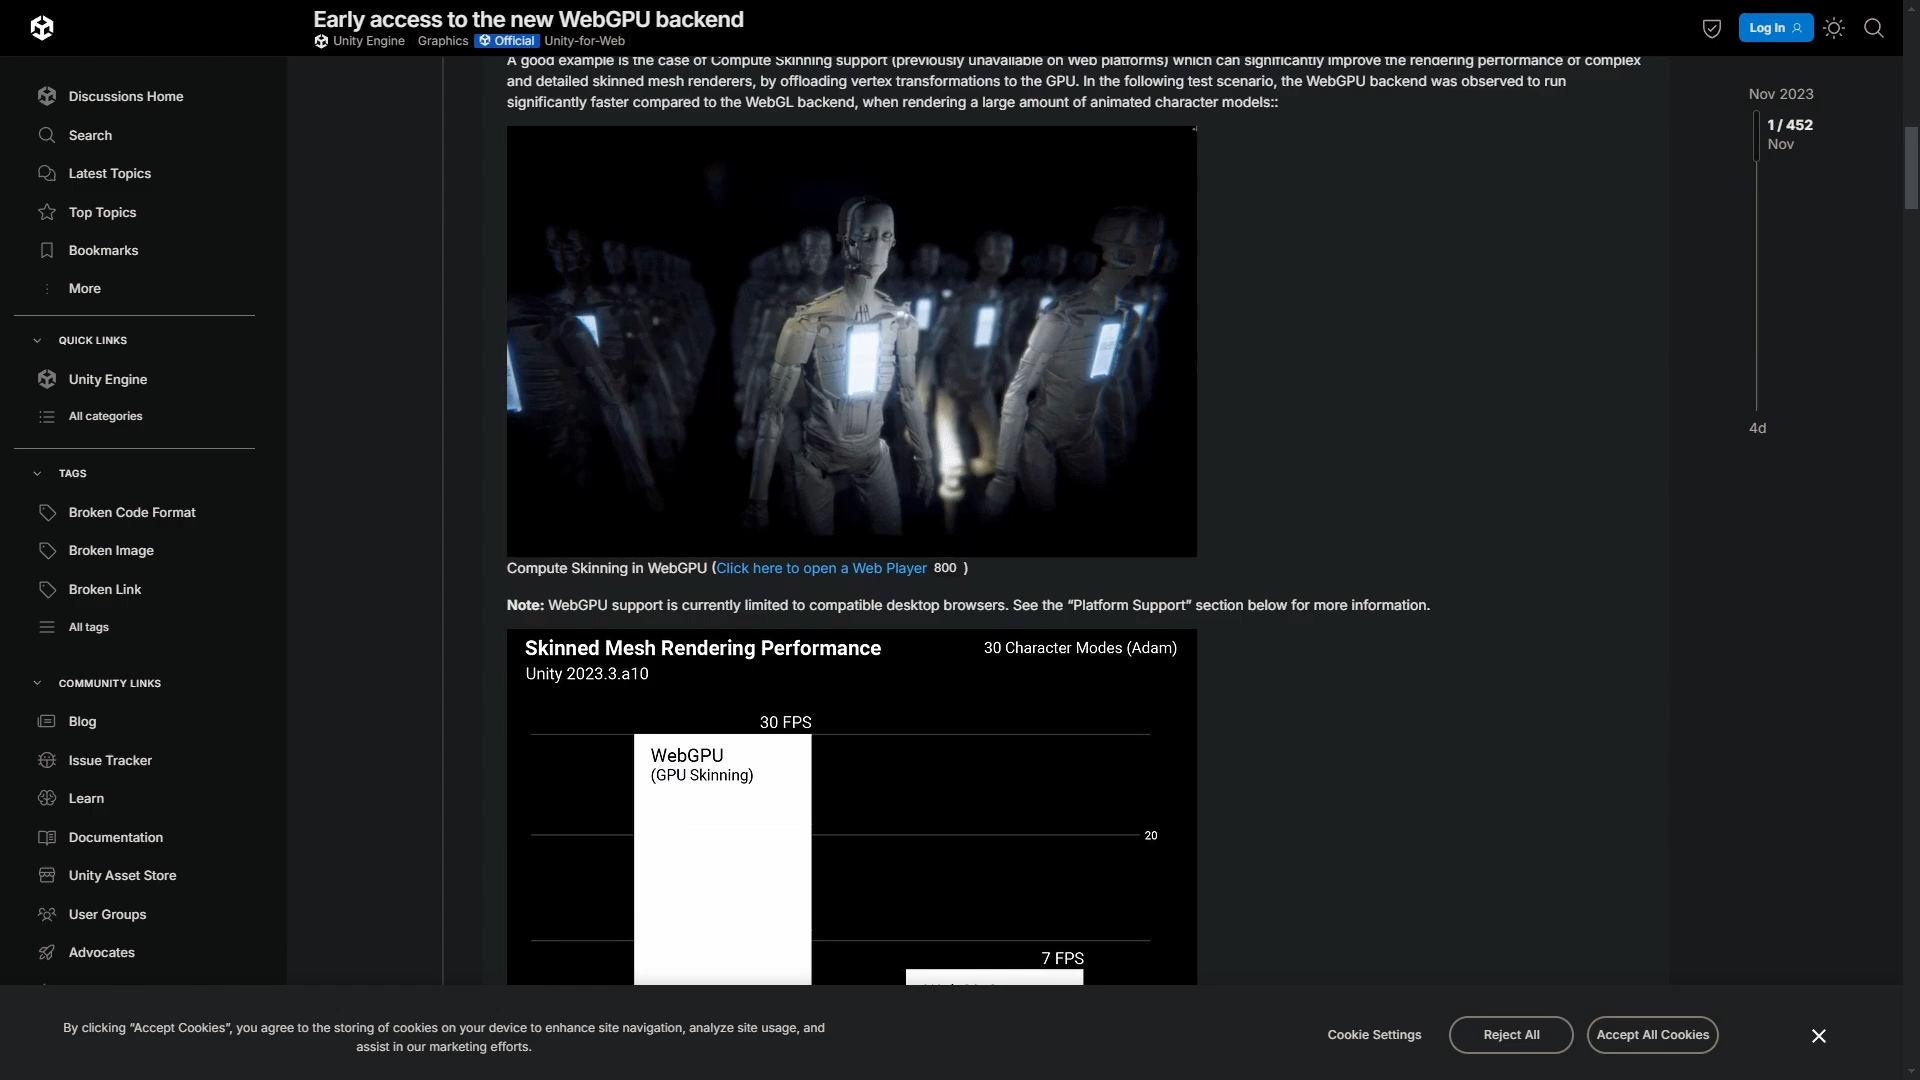 Early access to the new WebGPU backend
Unity Engine Graphics Official Unity-for-Web
Log In
Discussions Home
Search
Latest Topics
Top Topics
Bookmarks
More
QUICK LINKS
Unity Engine
All categories
TAGS
Broken Code Format
Broken Image
Broken Link
All tags
COMMUNITY LINKS
Blog
Issue Tracker
Learn
Documentation
Unity Asset Store
User Groups
Advocates
A good example is the case of Compute Skinning support (previously unavailable on Web platforms) which can significantly improve the rendering performance of complex
and detailed skinned mesh renderers, by offloading vertex transformations to the GPU. In the following test scenario, the WebGPU backend was observed to run
significantly faster compared to the WebGL backend, when rendering a large amount of animated character models::
Compute Skinning in WebGPU (Click here to open a Web Player 800 )
Note: WebGPU support is currently limited to compatible desktop browsers. See the “Platform Support” section below for more information.
Skinned Mesh Rendering Performance
30 Character Modes (Adam)
Unity 2023.3.a10
30 FPS
WebGPU
(GPU Skinning)
20
7 FPS
Nov 2023
1 / 452
Nov
4d
By clicking “Accept Cookies”, you agree to the storing of cookies on your device to enhance site navigation, analyze site usage, and
assist in our marketing efforts.
Cookie Settings
Reject All
Accept All Cookies